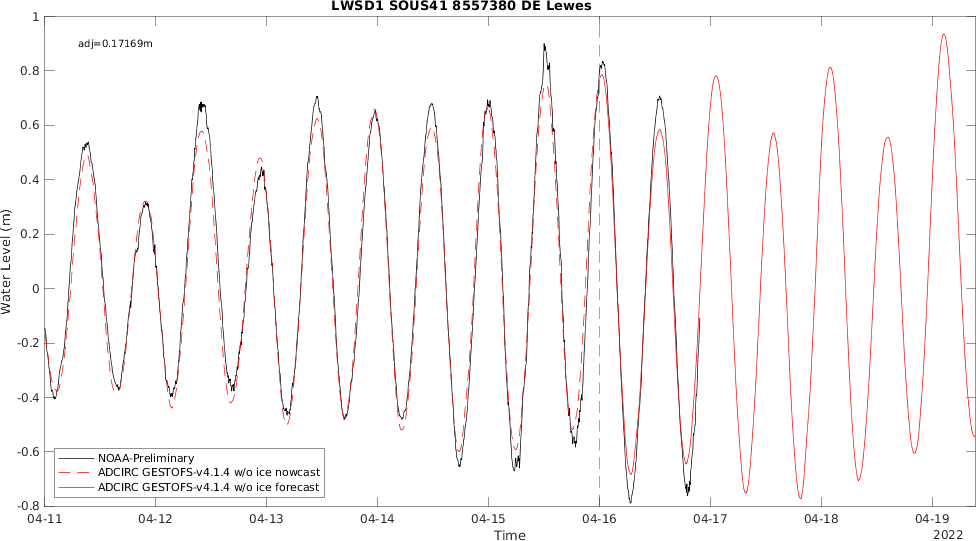 LWSD1 SOUS41 8557380 DE Lewes
adj=0.17169m
1
0.8
0.6
0.4
0.2
0
-0.2
-0.4
-0.6
-0.8
Water Level (m)
NOAA-Preliminary
ADCIRC GESTOFS-v4.1.4 w/o ice nowcast
ADCIRC GESTOFS-v4.1.4 w/o ice forecast
04-11 04-12 04-13 04-14 04-15 04-16 04-17 04-18 04-19
Time
2022